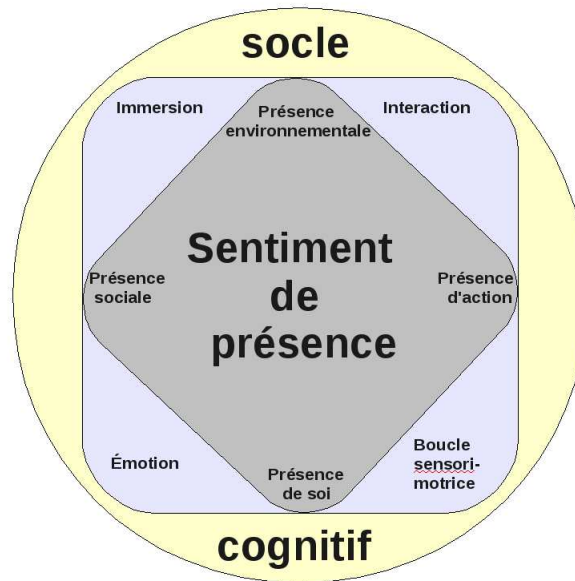 socle
Immersion
Présence
environnementale
Interaction
Sentiment
de
présence
Présence
sociale
Présence
d'action
Émotion
Présence
de soi
Boucle
sensori-
motrice
cognitif